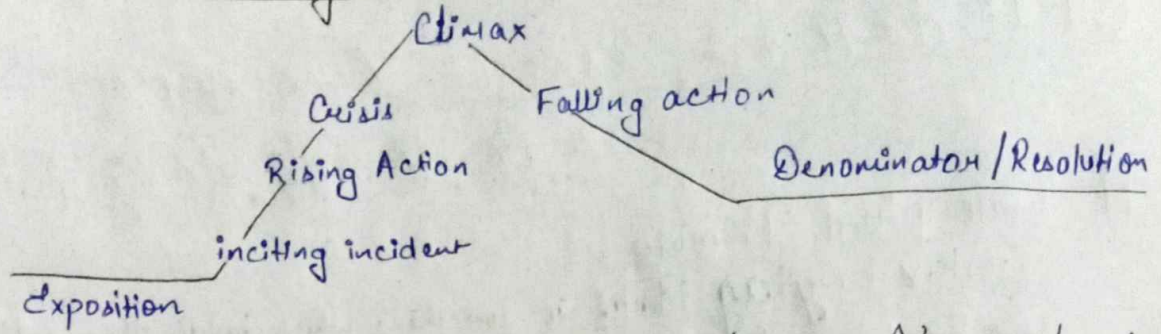 Climax
Crisis
Falling action
Rising Action
Denominator / Resolution
inciting incident
Exposition